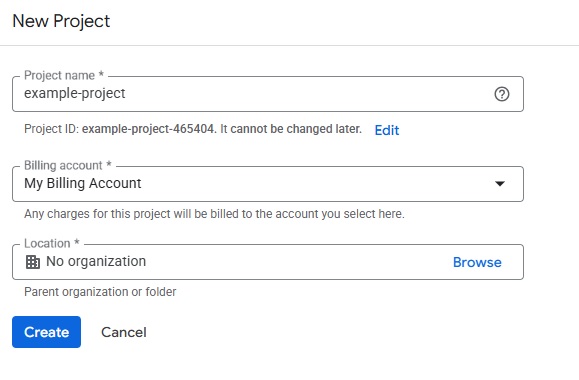 New Project
Project name *
example-project
Project ID: example-project-465404. It cannot be changed later. Edit
Billing account *
My Billing Account
Any charges for this project will be billed to the account you select here.
Location *
No organization Browse
Parent organization or folder
Create Cancel